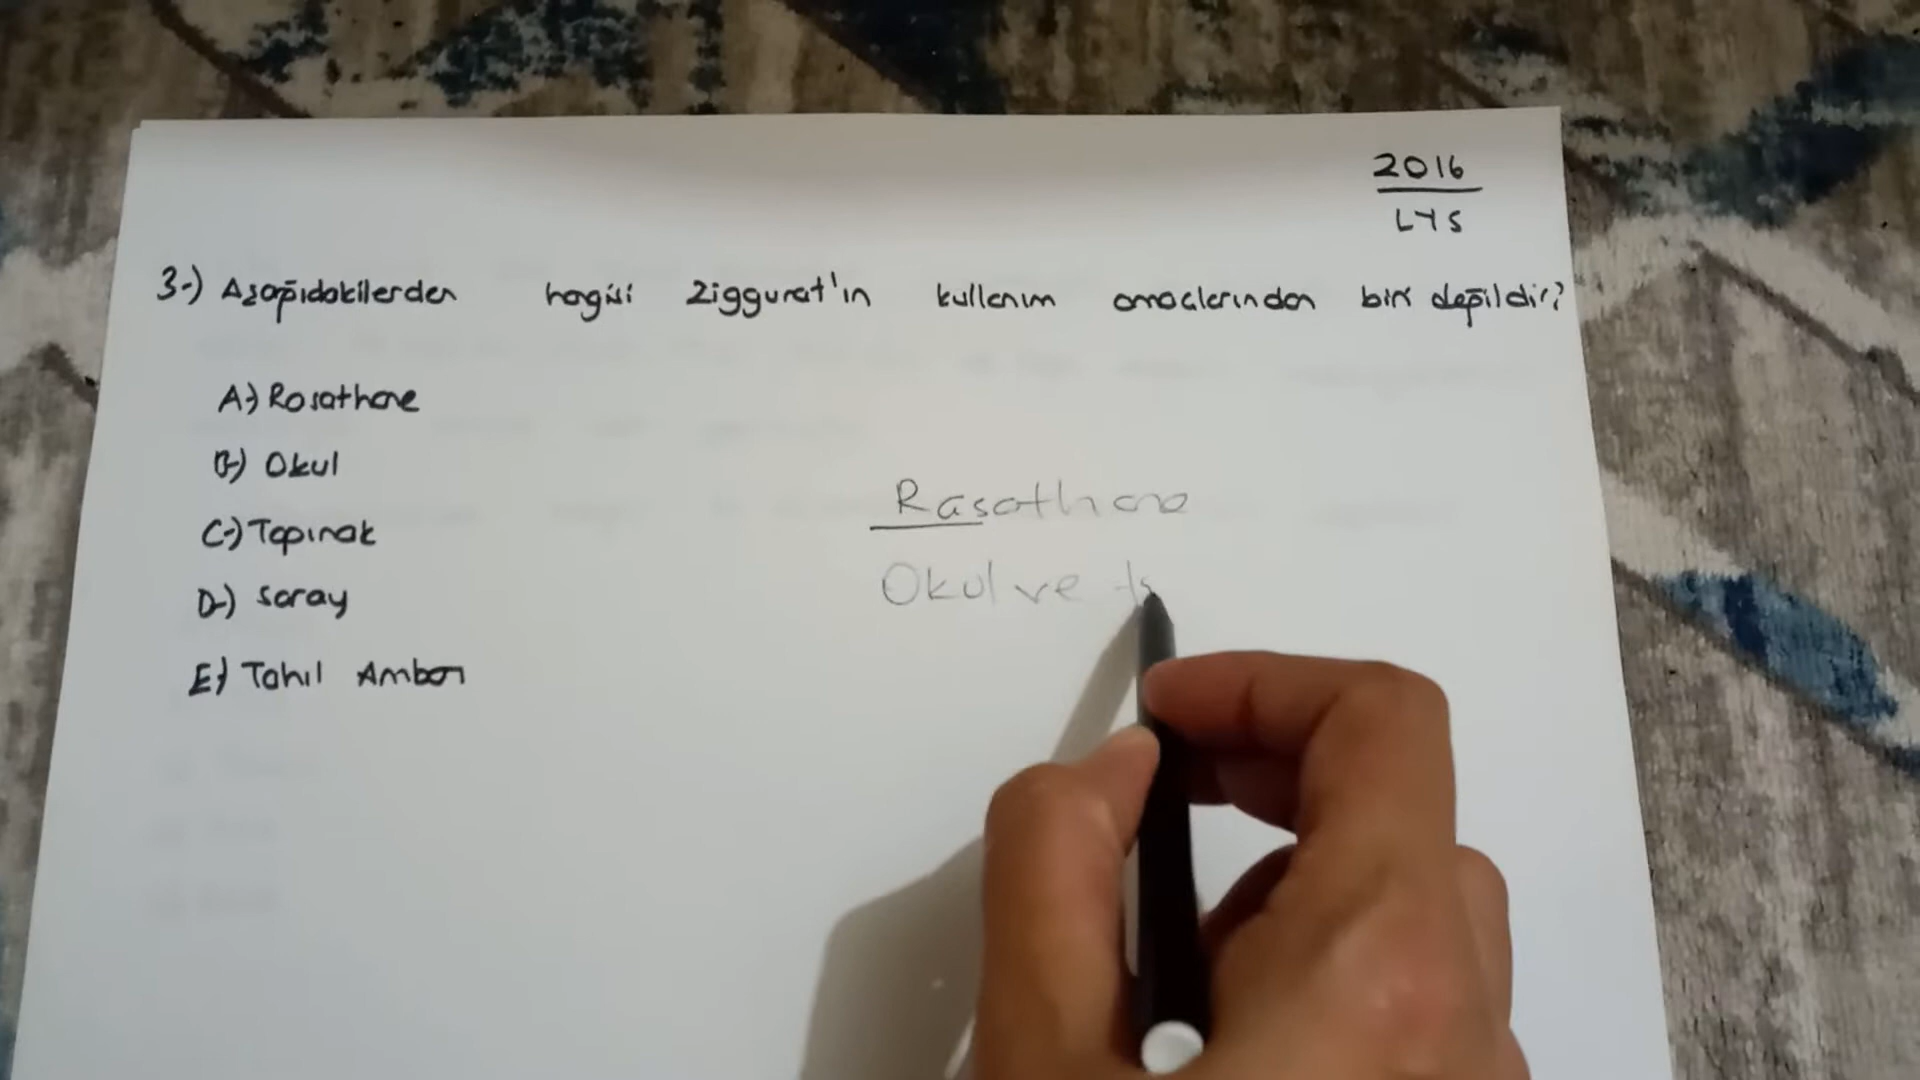 2016
LYS
3-) Aşağıdakilerden hangisi Ziggurat'ın kullanım amaçlarından biri değildir?
A-) Rasathane
B-) Okul
C-) Tapınak
D-) Saray
E-) Tahıl Ambarı
Rasathane
Okul ve